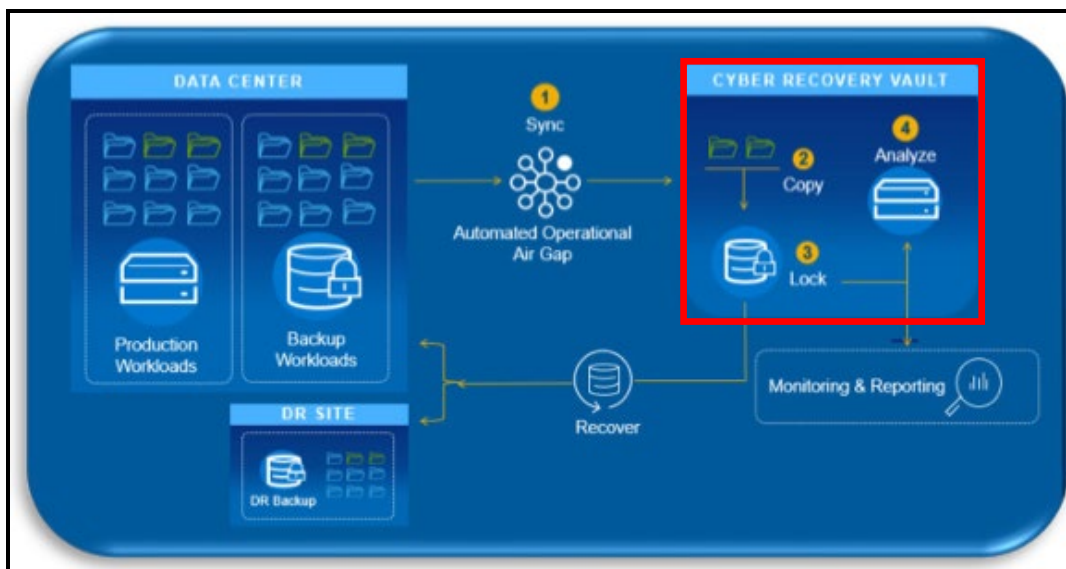 DATA CENTER
Production
Workloads
Backup
Workloads
1
Sync
Automated Operational
Air Gap
CYBER RECOVERY VAULT
2
Copy
3
Lock
4
Analyze
Monitoring & Reporting
Recover
DR SITE
DR Backup